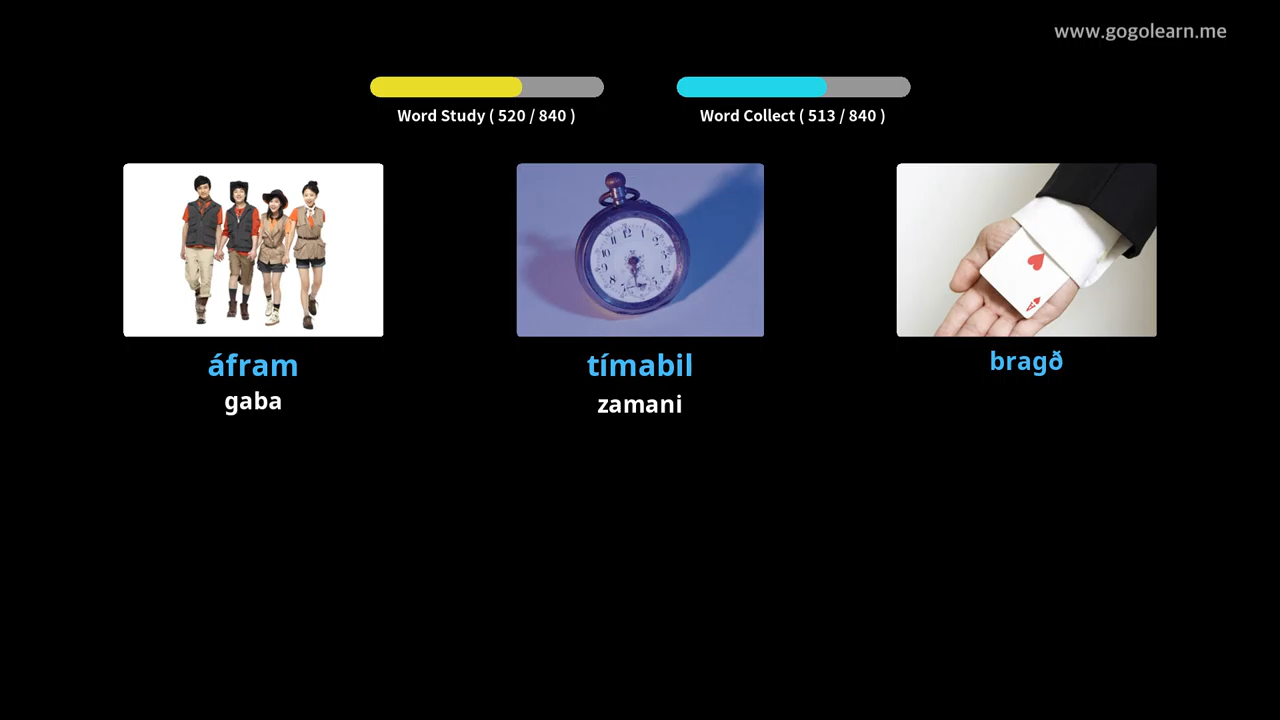 www.gogolearn.me
Word Study ( 520 / 840 )
Word Collect ( 513 / 840 )
áfram
gaba
tímabil
zamani
bragð